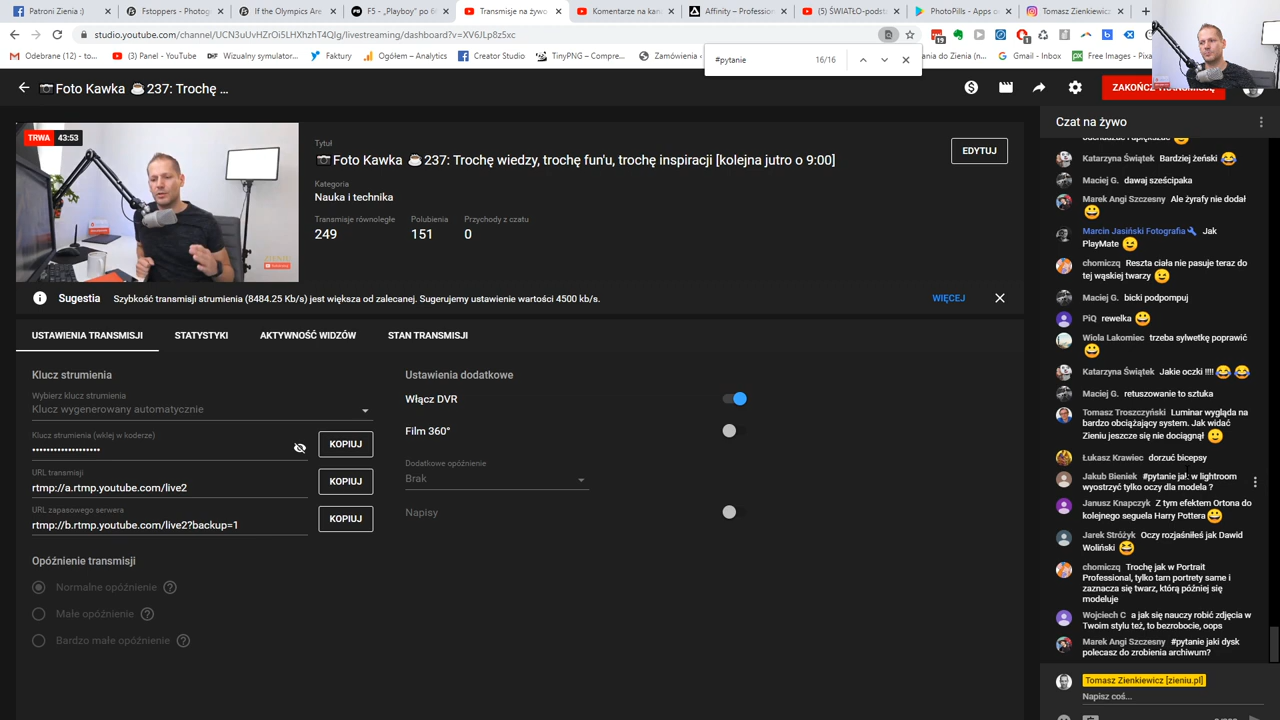 Patroni Zienia :)
Fstoppers - Photog
If the Olympics Are
F5 - „Playboy” po 6
Transmisje na żywo
Komentarze na kan
Affinity – Professio
(5) ŚWIATŁO-podst
PhotoPills - Apps o
Tomasz Zienkiewicz
studio.youtube.com/channel/UCN3uUvHZrOi5LHXhzhT4QIg/livestreaming/dashboard?v=XV6JLp8z5xc
Odebrane (12) - to...
(3) Panel - YouTube
Wizualny sylometr...
Faktury
Ogółem – Analytics
Creator Studio
TinyPNG – Compre...
Zamówienia
do Zienia (n...
Gmail - Inbox
Free Images - Pix
#pytanie
16/16
Foto Kawka 237: Trochę ...
ZAKOŃCZ
TRWA 43:53
Tytuł
Foto Kawka 237: Trochę wiedzy, trochę fun'u, trochę inspiracji [kolejna jutro o 9:00]
EDYTUJ
Kategoria
Nauka i technika
Transmisje równoległe
Polubienia
Przychody z czatu
249
151
0
Sugestia
Szybkość transmisji strumienia (8484.25 Kb/s) jest większa od zalecanej. Sugerujemy ustawienie wartości 4500 kb/s.
WIĘCEJ
USTAWIENIA TRANSMISJI
STATYSTYKI
AKTYWNOŚĆ WIDZÓW
STAN TRANSMISJI
Klucz strumienia
Wybierz klucz strumienia
Klucz wygenerowany automatycznie
Klucz strumienia (wklej w koderze)
KOPIUJ
URL transmisji
rtmp://a.rtmp.youtube.com/live2
KOPIUJ
URL zapasowego serwera
rtmp://b.rtmp.youtube.com/live2?backup=1
KOPIUJ
Opóźnienie transmisji
Normalne opóźnienie
Małe opóźnienie
Bardzo małe opóźnienie
Ustawienia dodatkowe
Włącz DVR
Film 360°
Dodatkowe opóźnienie
Brak
Napisy
Czat na żywo
Katarzyna Świątek Bardziej żeński
Maciej G. dawaj sześcipaka
Marek Angi Szczesny Ale żyrafy nie dodał
Marcin Jasiński Fotografia Jak
PlayMate
chomiczq Reszta ciała nie pasuje teraz do
tej wąskiej twarzy
Maciej G. bicki podpompuj
PiQ rewelka
Wiola Lakomiec trzeba sylwetkę poprawić
Katarzyna Świątek Jakie oczki !!!!
Maciej G. retuszowanie to sztuka
Tomasz Troszczyński Luminar wygląda na
bardzo obciążający system. Jak widać
Zieniu jeszcze się nie dociągnął
Łukasz Krawiec dorzuć bicepsy
Jakub Bieniek #pytanie jak w lightroom
wyostrzyć tylko oczy dla modela ?
Janusz Knapczyk Z tym efektem Ortona do
kolejnego seguela Harry Pottera
Jarek Stróżyk Oczy rozjaśniłeś jak Dawid
Woliński
chomiczq Trochę jak w Portrait
Professional, tylko tam portrety same i
zaznacza się twarz, którą później się
modeluje
Wojciech C a jak się nauczy robić zdjęcia w
Twoim stylu też, to bezrobocie, oops
Marek Angi Szczesny #pytanie jaki dysk
polecasz do zrobienia archiwum?
Tomasz Zienkiewicz [zieniu.pl]
Napisz coś...